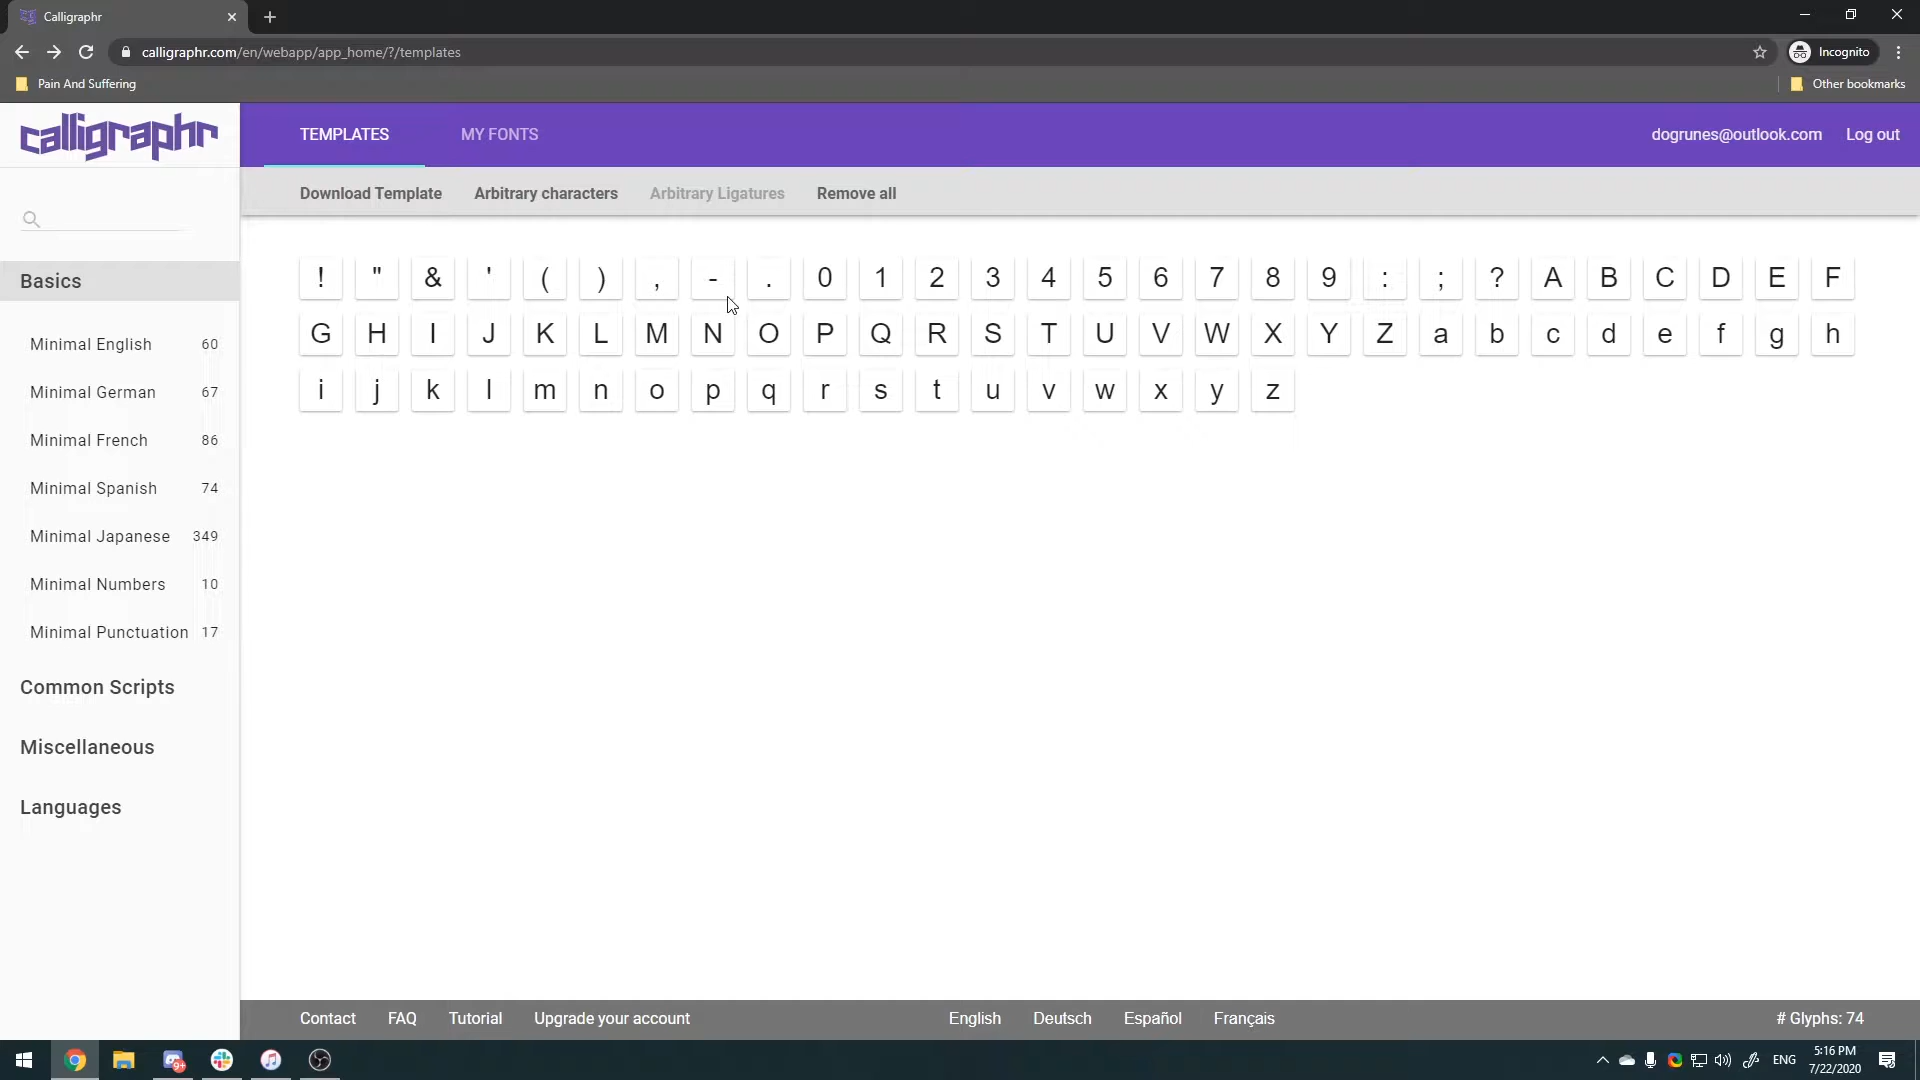 Calligraphr
calligraphr.com/en/webapp/app_home/?/templates
Incognito
Pain And Suffering
Other bookmarks
calligraphr
TEMPLATES
MY FONTS
dogrunes@outlook.com
Log out
Download Template
Arbitrary characters
Arbitrary Ligatures
Remove all
Basics
Minimal English 60
Minimal German 67
Minimal French 86
Minimal Spanish 74
Minimal Japanese 349
Minimal Numbers 10
Minimal Punctuation 17
Common Scripts
Miscellaneous
Languages
! " & ' ( ) , - . 0 1 2 3 4 5 6 7 8 9 : ; ? A B C D E F
G H I J K L M N O P Q R S T U V W X Y Z a b c d e f g h
i j k l m n o p q r s t u v w x y z
Contact
FAQ
Tutorial
Upgrade your account
English
Deutsch
Español
Français
# Glyphs: 74
9+
ENG
5:16 PM
7/22/2020